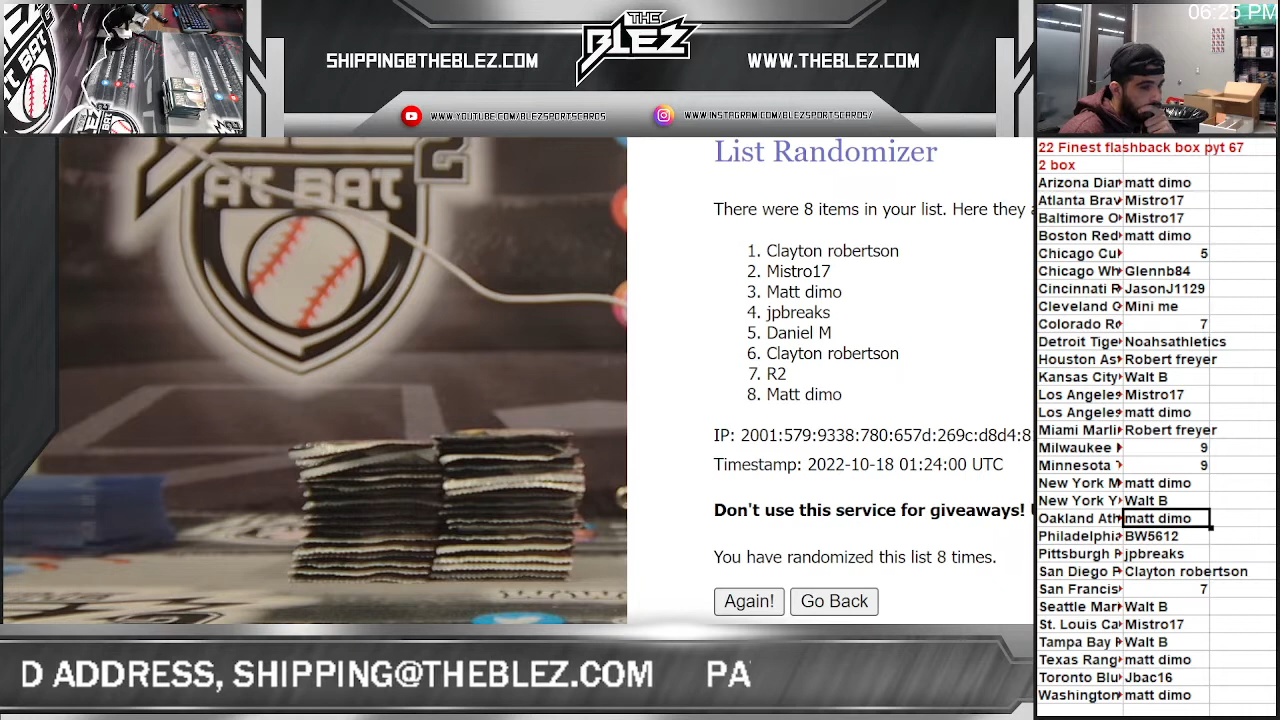 06:25 PM
THE
BLEZ
SHIPPING@THEBLEZ.COM
WWW.THEBLEZ.COM
WWW.YOUTUBE.COM/BLEZSPORTSCARDS
WWW.INSTAGRAM.COM/BLEZSPORTSCARDS/
AT BAT
List Randomizer
There were 8 items in your list. Here they
1. Clayton robertson
2. Mistro17
3. Matt dimo
4. jpbreaks
5. Daniel M
6. Clayton robertson
7. R2
8. Matt dimo
IP: 2001:579:9338:780:657d:269c:d8d4:8
Timestamp: 2022-10-18 01:24:00 UTC
Don't use this service for giveaways!
You have randomized this list 8 times.
Again! Go Back
22 Finest flashback box pyt 67
2 box
Arizona Diam matt dimo
Atlanta Brav Mistro17
Baltimore O Mistro17
Boston Red matt dimo
Chicago Cu 5
Chicago Wh Glennb84
Cincinnati R JasonJ1129
Cleveland G Mini me
Colorado Ro 7
Detroit Tige Noahsathletics
Houston As Robert freyer
Kansas City Walt B
Los Angeles Mistro17
Los Angeles matt dimo
Miami Marli Robert freyer
Milwaukee 9
Minnesota 9
New York M matt dimo
New York Y Walt B
Oakland Ath matt dimo
Philadelphia BW5612
Pittsburgh P jpbreaks
San Diego P Clayton robertson
San Francis 7
Seattle Mar Walt B
St. Louis Ca Mistro17
Tampa Bay Walt B
Texas Rang matt dimo
Toronto Blu Jbac16
Washington matt dimo
D ADDRESS, SHIPPING@THEBLEZ.COM PA